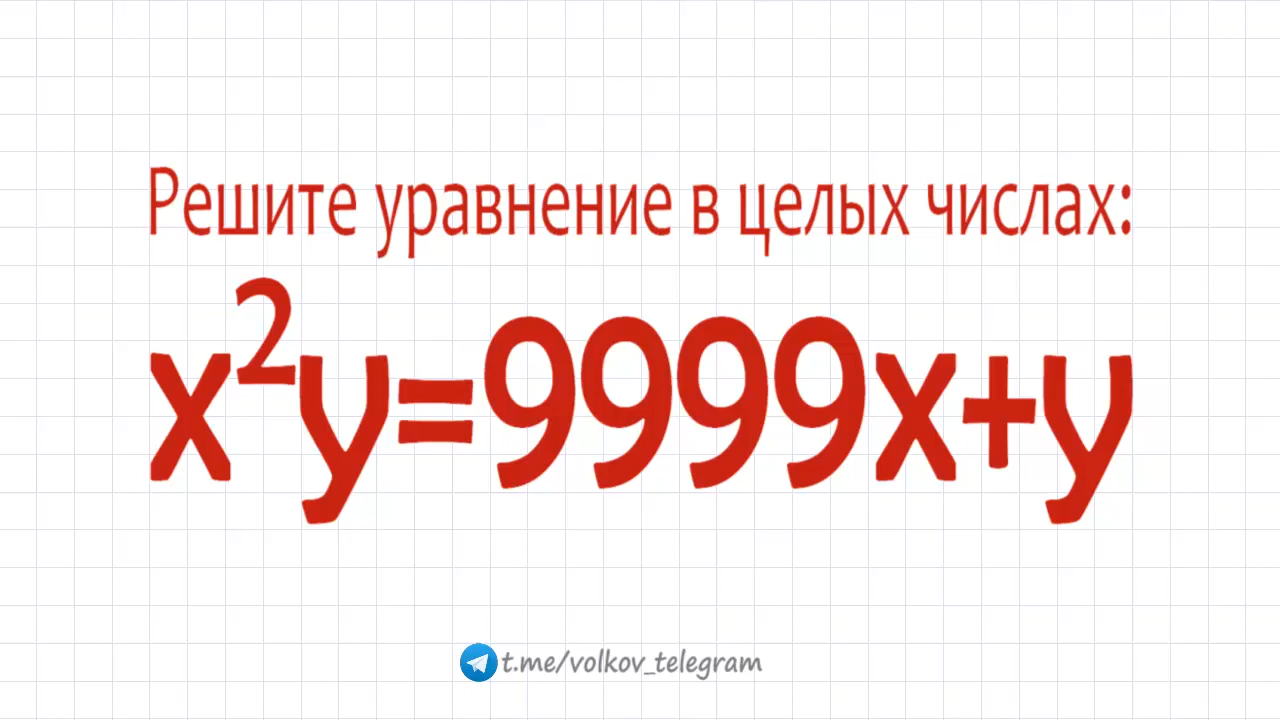 Решите уравнение в целых числах:
x²y=9999x+y
t.me/volkov_telegram